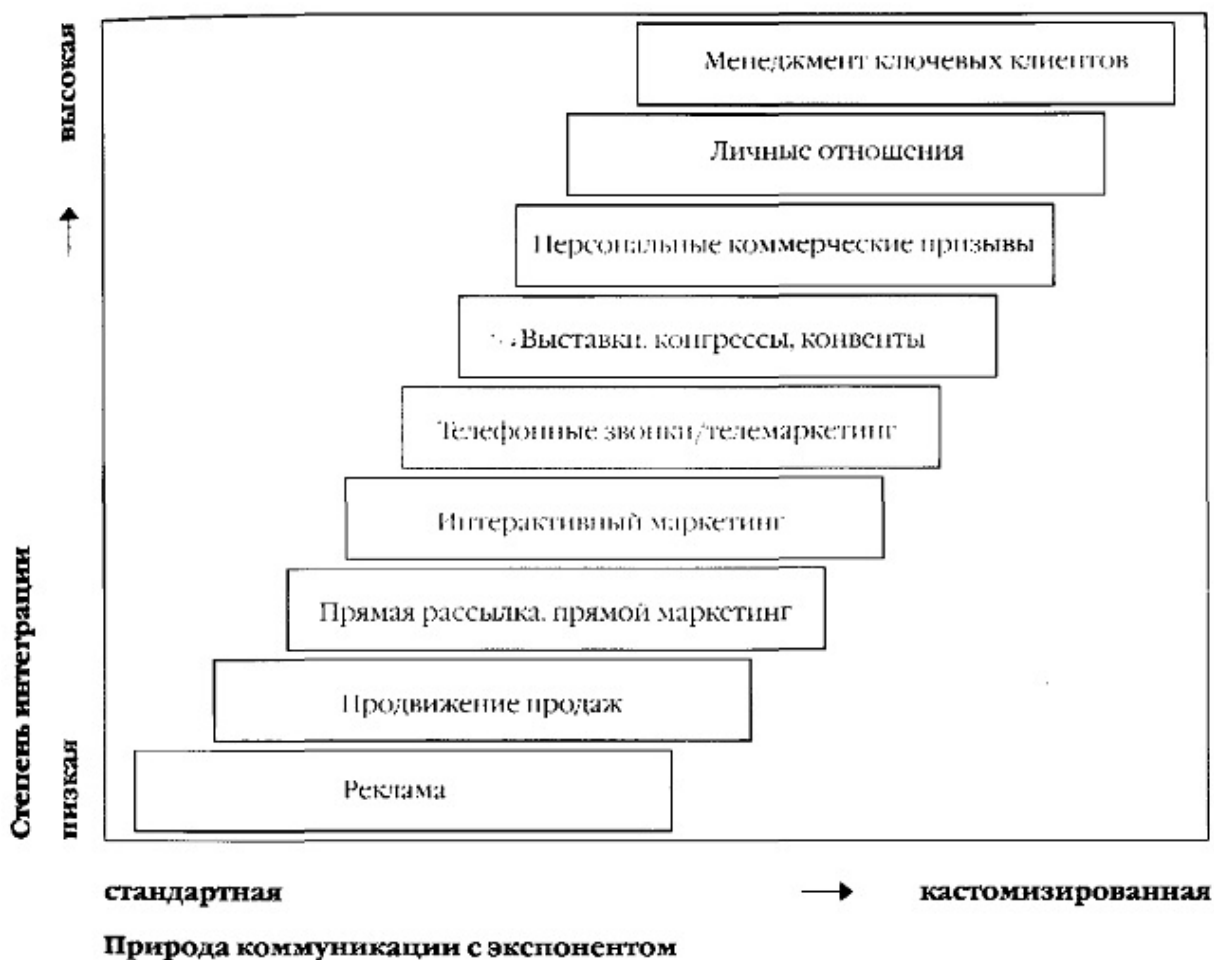 высокая
Менеджмент ключевых клиентов
Личные отношения
Персональные коммерческие призывы
Выставки, конгрессы, конвенты
Телефонные звонки/телемаркетинг
Интерактивный маркетинг
Прямая рассылка, прямой маркетинг
Продвижение продаж
Реклама
Степень интеграции
низкая
стандартная
кастомизированная
Природа коммуникации с экспонентом